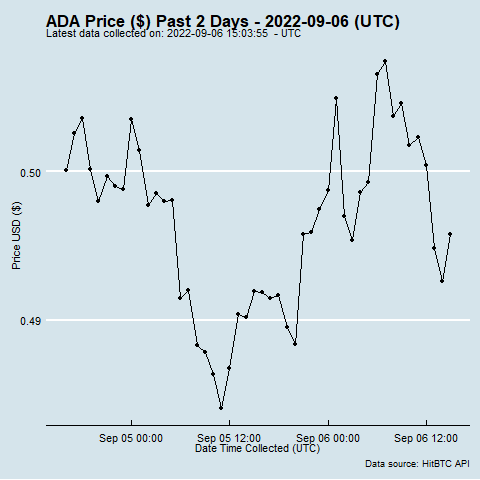 ADA Price ($) Past 2 Days - 2022-09-06 (UTC)
Latest data collected on: 2022-09-06 15:03:55 - UTC
0.50
Price USD ($)
0.49
Sep 05 00:00 Sep 05 12:00 Sep 06 00:00 Sep 06 12:00
Date Time Collected (UTC)
Data source: HitBTC API